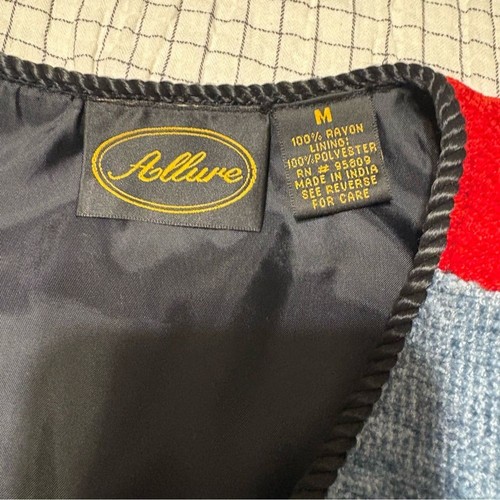 Allure
M
100% RAYON
LINING:
100% POLYESTER
RN # 95809
MADE IN INDIA
SEE REVERSE
FOR CARE